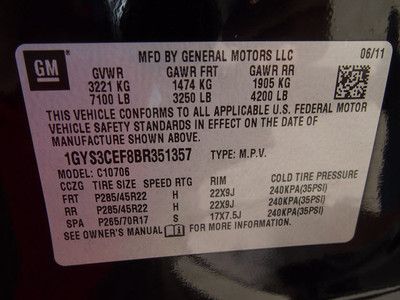 GM
MFD BY GENERAL MOTORS LLC 06/11
GVWR GAWR FRT GAWR RR
3221 KG 1474 KG 1905 KG
7100 LB 3250 LB 4200 LB
THIS VEHICLE CONFORMS TO ALL APPLICABLE U.S. FEDERAL MOTOR
VEHICLE SAFETY STANDARDS IN EFFECT ON THE DATE OF
MANUFACTURE SHOWN ABOVE.
1GYS3CEF8BR351357 TYPE: M.P.V.
MODEL: C10706
CCZG TIRE SIZE SPEED RTG RIM COLD TIRE PRESSURE
FRT P285/45R22 H 22X9J 240KPA(35PSI)
RR P285/45R22 H 22X9J 240KPA(35PSI)
SPA P265/70R17 S 17X7.5J 240KPA(35PSI)
SEE OWNER'S MANUAL FOR MORE INFORMATION.